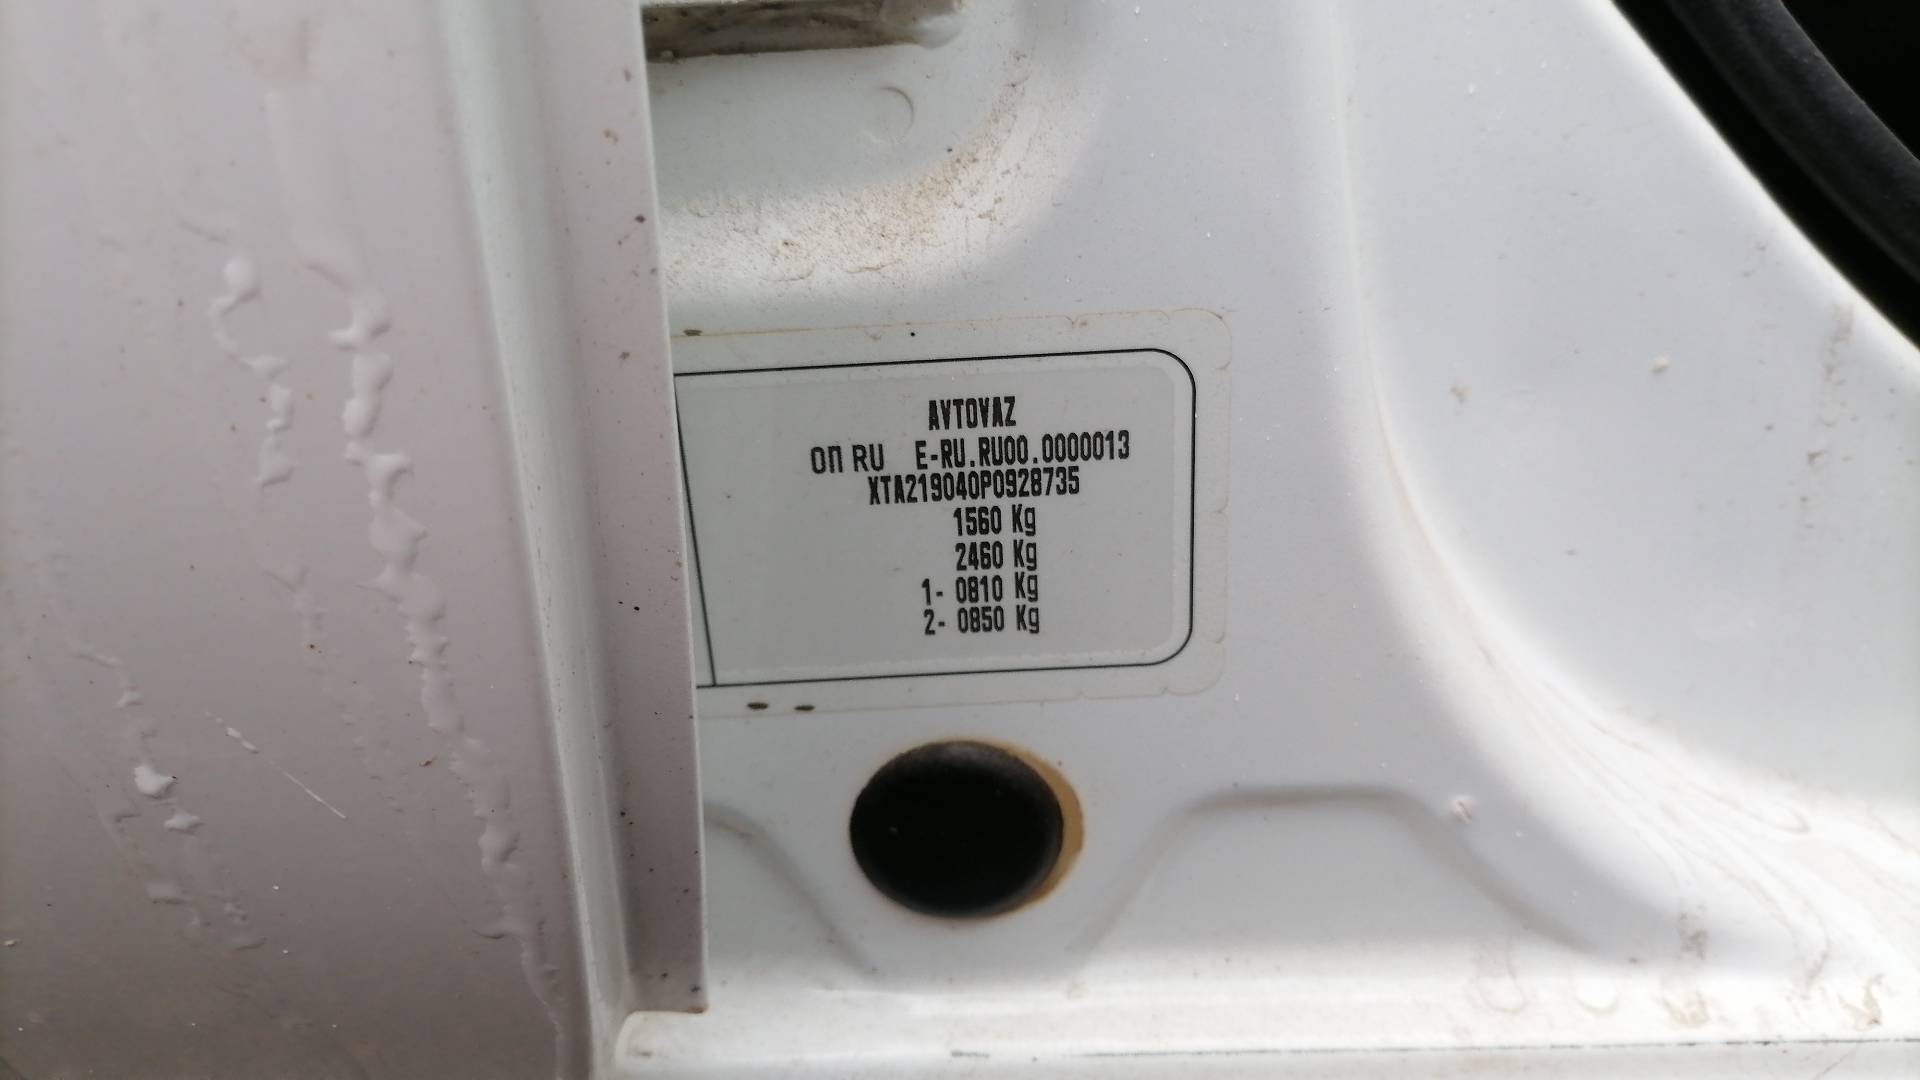 AVTOVAZ
ОП RU E-RU.RU00.0000013
XTA219040P0928735
1560 Kg
2460 Kg
1- 0810 Kg
2- 0850 Kg